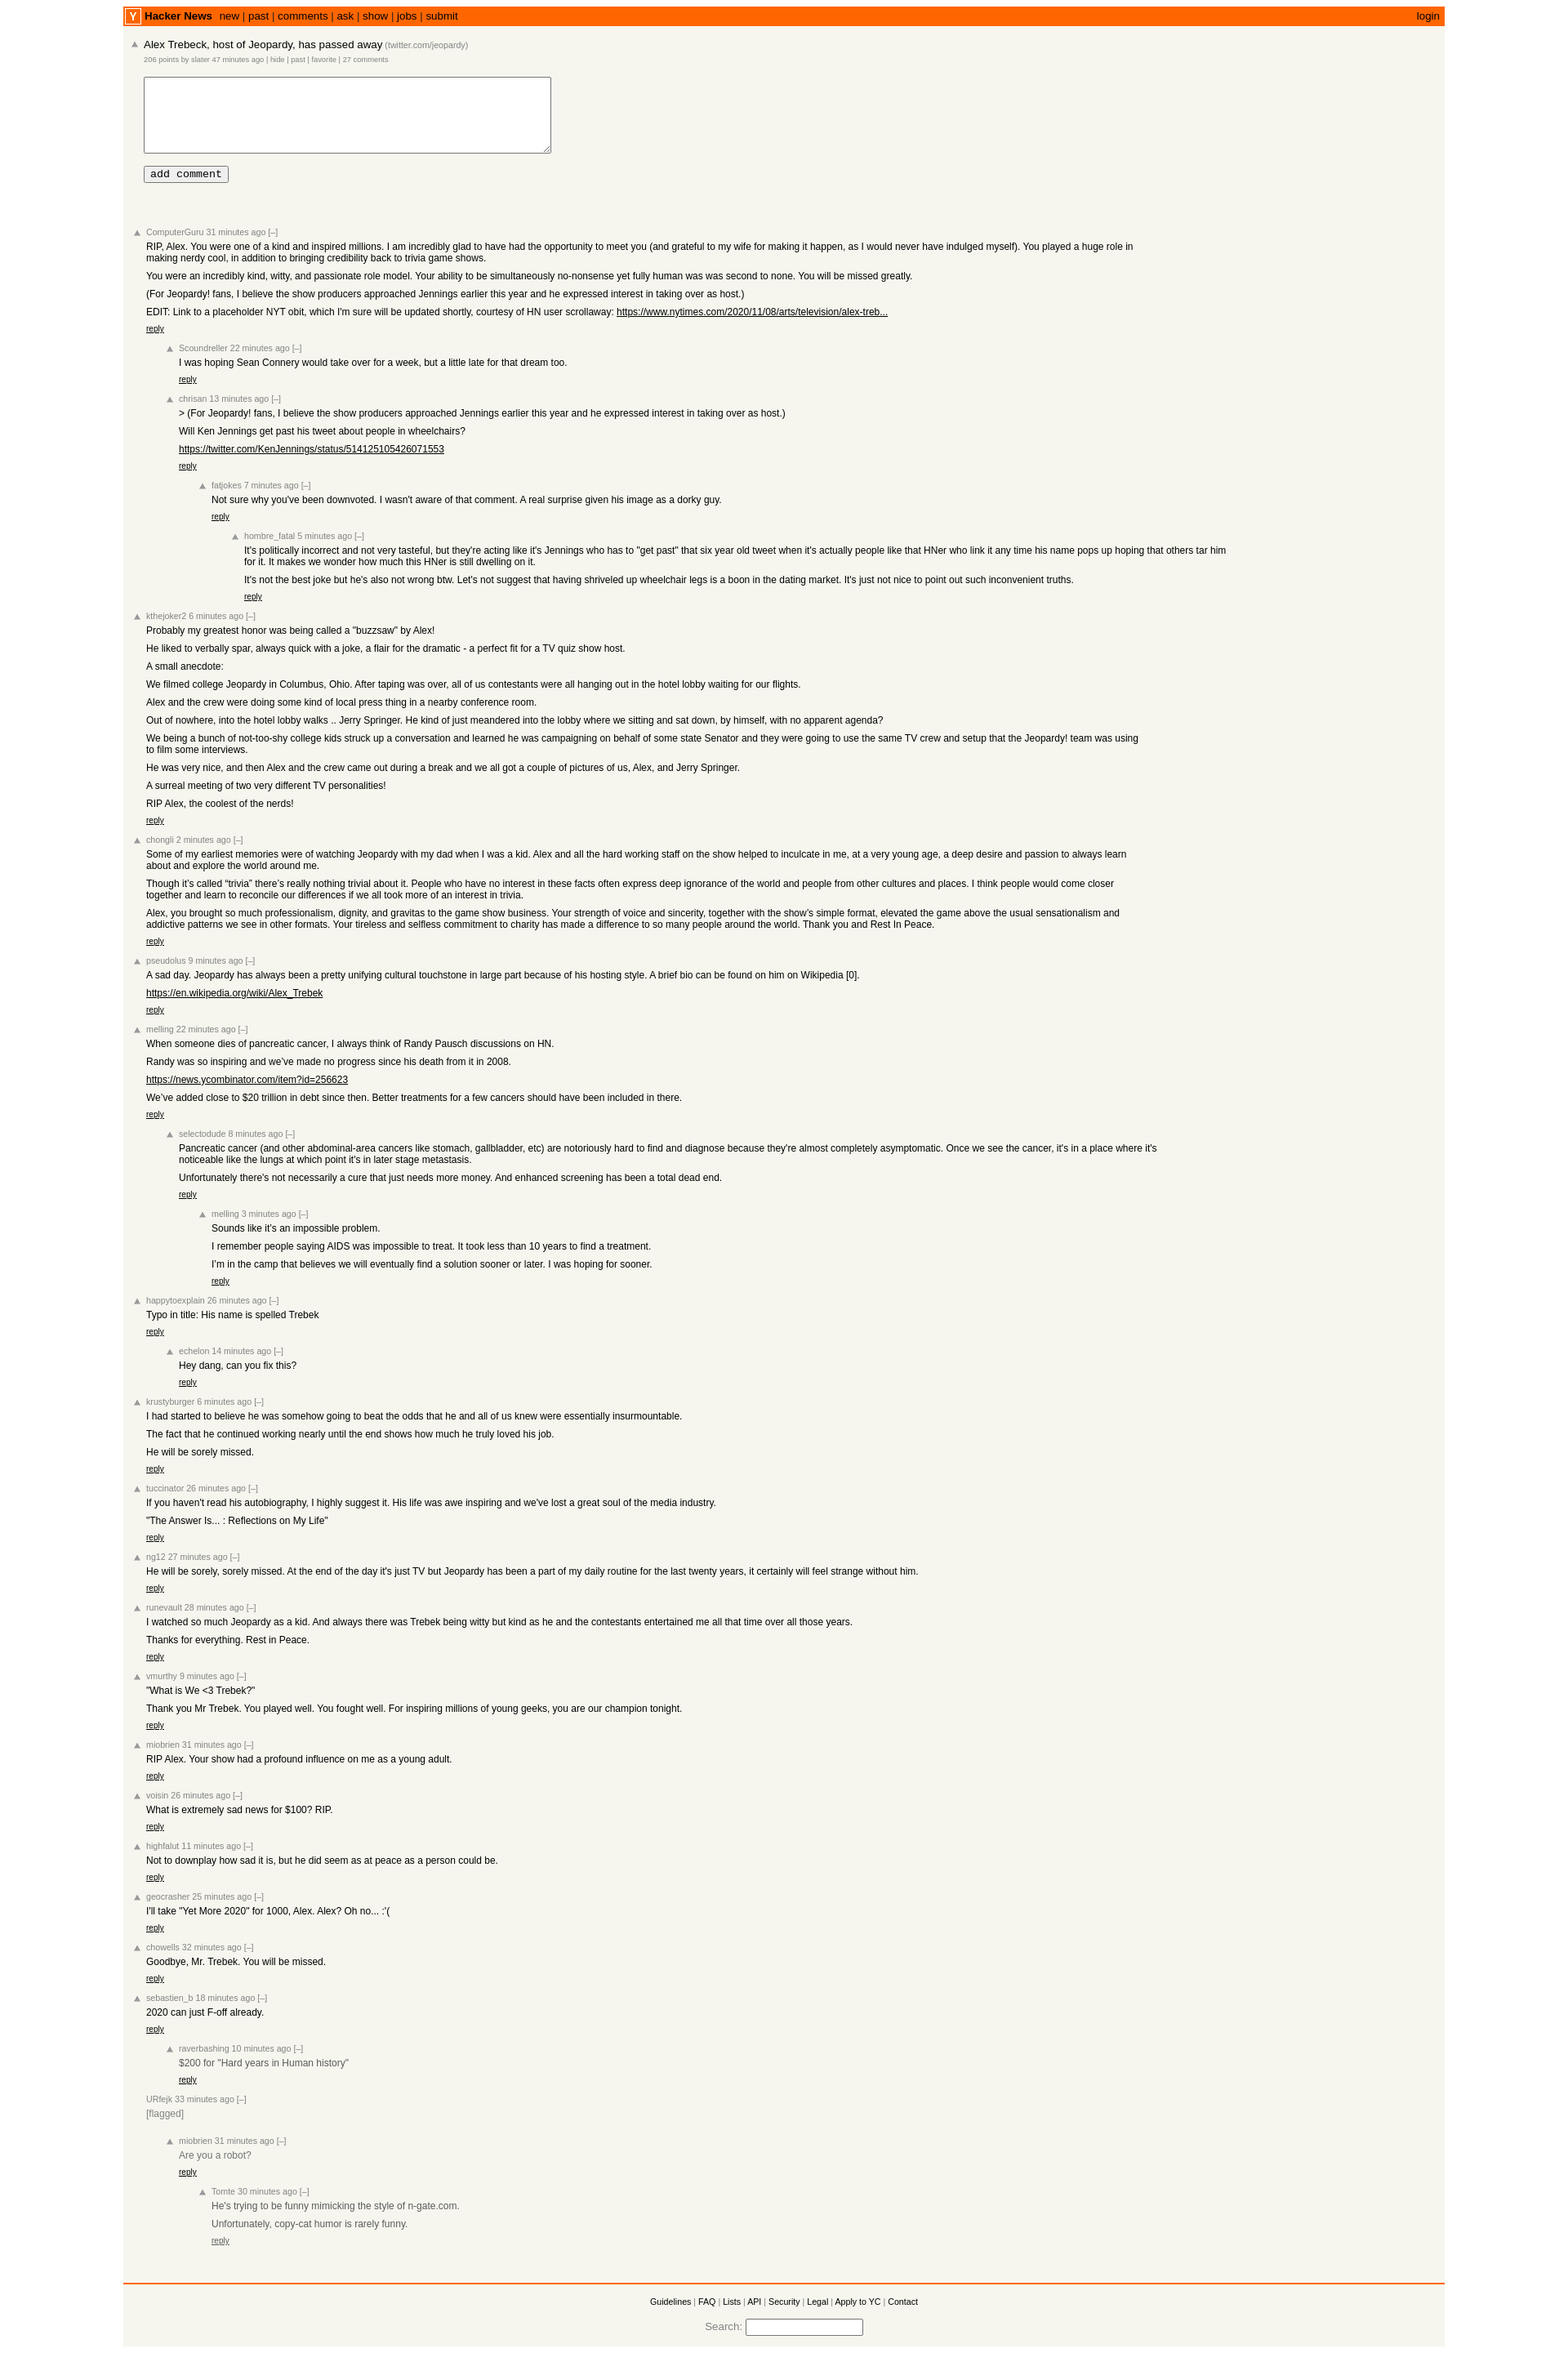 Y Hacker News new | past | comments | ask | show | jobs | submit login
Alex Trebeck, host of Jeopardy, has passed away (twitter.com/jeopardy)
206 points by slater 47 minutes ago | hide | past | favorite | 27 comments
add comment
ComputerGuru 31 minutes ago [–]
RIP, Alex. You were one of a kind and inspired millions. I am incredibly glad to have had the opportunity to meet you (and grateful to my wife for making it happen, as I would never have indulged myself). You played a huge role in
making nerdy cool, in addition to bringing credibility back to trivia game shows.
You were an incredibly kind, witty, and passionate role model. Your ability to be simultaneously no-nonsense yet fully human was was second to none. You will be missed greatly.
(For Jeopardy! fans, I believe the show producers approached Jennings earlier this year and he expressed interest in taking over as host.)
EDIT: Link to a placeholder NYT obit, which I'm sure will be updated shortly, courtesy of HN user scrollaway: https://www.nytimes.com/2020/11/08/arts/television/alex-treb...
reply
Scoundreller 22 minutes ago [–]
I was hoping Sean Connery would take over for a week, but a little late for that dream too.
reply
chrisan 13 minutes ago [–]
> (For Jeopardy! fans, I believe the show producers approached Jennings earlier this year and he expressed interest in taking over as host.)
Will Ken Jennings get past his tweet about people in wheelchairs?
https://twitter.com/KenJennings/status/514125105426071553
reply
fatjokes 7 minutes ago [–]
Not sure why you've been downvoted. I wasn't aware of that comment. A real surprise given his image as a dorky guy.
reply
hombre_fatal 5 minutes ago [–]
It's politically incorrect and not very tasteful, but they're acting like it's Jennings who has to "get past" that six year old tweet when it's actually people like that HNer who link it any time his name pops up hoping that others tar him
for it. It makes we wonder how much this HNer is still dwelling on it.
It's not the best joke but he's also not wrong btw. Let's not suggest that having shriveled up wheelchair legs is a boon in the dating market. It's just not nice to point out such inconvenient truths.
reply
kthejoker2 6 minutes ago [–]
Probably my greatest honor was being called a "buzzsaw" by Alex!
He liked to verbally spar, always quick with a joke, a flair for the dramatic - a perfect fit for a TV quiz show host.
A small anecdote:
We filmed college Jeopardy in Columbus, Ohio. After taping was over, all of us contestants were all hanging out in the hotel lobby waiting for our flights.
Alex and the crew were doing some kind of local press thing in a nearby conference room.
Out of nowhere, into the hotel lobby walks .. Jerry Springer. He kind of just meandered into the lobby where we sitting and sat down, by himself, with no apparent agenda?
We being a bunch of not-too-shy college kids struck up a conversation and learned he was campaigning on behalf of some state Senator and they were going to use the same TV crew and setup that the Jeopardy! team was using
to film some interviews.
He was very nice, and then Alex and the crew came out during a break and we all got a couple of pictures of us, Alex, and Jerry Springer.
A surreal meeting of two very different TV personalities!
RIP Alex, the coolest of the nerds!
reply
chongli 2 minutes ago [–]
Some of my earliest memories were of watching Jeopardy with my dad when I was a kid. Alex and all the hard working staff on the show helped to inculcate in me, at a very young age, a deep desire and passion to always learn
about and explore the world around me.
Though it’s called “trivia” there’s really nothing trivial about it. People who have no interest in these facts often express deep ignorance of the world and people from other cultures and places. I think people would come closer
together and learn to reconcile our differences if we all took more of an interest in trivia.
Alex, you brought so much professionalism, dignity, and gravitas to the game show business. Your strength of voice and sincerity, together with the show’s simple format, elevated the game above the usual sensationalism and
addictive patterns we see in other formats. Your tireless and selfless commitment to charity has made a difference to so many people around the world. Thank you and Rest In Peace.
reply
pseudolus 9 minutes ago [–]
A sad day. Jeopardy has always been a pretty unifying cultural touchstone in large part because of his hosting style. A brief bio can be found on him on Wikipedia [0].
https://en.wikipedia.org/wiki/Alex_Trebek
reply
melling 22 minutes ago [–]
When someone dies of pancreatic cancer, I always think of Randy Pausch discussions on HN.
Randy was so inspiring and we’ve made no progress since his death from it in 2008.
https://news.ycombinator.com/item?id=256623
We’ve added close to $20 trillion in debt since then. Better treatments for a few cancers should have been included in there.
reply
selectodude 8 minutes ago [–]
Pancreatic cancer (and other abdominal-area cancers like stomach, gallbladder, etc) are notoriously hard to find and diagnose because they're almost completely asymptomatic. Once we see the cancer, it's in a place where it's
noticeable like the lungs at which point it's in later stage metastasis.
Unfortunately there's not necessarily a cure that just needs more money. And enhanced screening has been a total dead end.
reply
melling 3 minutes ago [–]
Sounds like it’s an impossible problem.
I remember people saying AIDS was impossible to treat. It took less than 10 years to find a treatment.
I’m in the camp that believes we will eventually find a solution sooner or later. I was hoping for sooner.
reply
happytoexplain 26 minutes ago [–]
Typo in title: His name is spelled Trebek
reply
echelon 14 minutes ago [–]
Hey dang, can you fix this?
reply
krustyburger 6 minutes ago [–]
I had started to believe he was somehow going to beat the odds that he and all of us knew were essentially insurmountable.
The fact that he continued working nearly until the end shows how much he truly loved his job.
He will be sorely missed.
reply
tuccinator 26 minutes ago [–]
If you haven't read his autobiography, I highly suggest it. His life was awe inspiring and we've lost a great soul of the media industry.
"The Answer Is... : Reflections on My Life"
reply
ng12 27 minutes ago [–]
He will be sorely, sorely missed. At the end of the day it's just TV but Jeopardy has been a part of my daily routine for the last twenty years, it certainly will feel strange without him.
reply
runevault 28 minutes ago [–]
I watched so much Jeopardy as a kid. And always there was Trebek being witty but kind as he and the contestants entertained me all that time over all those years.
Thanks for everything. Rest in Peace.
reply
vmurthy 9 minutes ago [–]
"What is We <3 Trebek?"
Thank you Mr Trebek. You played well. You fought well. For inspiring millions of young geeks, you are our champion tonight.
reply
miobrien 31 minutes ago [–]
RIP Alex. Your show had a profound influence on me as a young adult.
reply
voisin 26 minutes ago [–]
What is extremely sad news for $100? RIP.
reply
highfalut 11 minutes ago [–]
Not to downplay how sad it is, but he did seem as at peace as a person could be.
reply
geocrasher 25 minutes ago [–]
I'll take "Yet More 2020" for 1000, Alex. Alex? Oh no... :'(
reply
chowells 32 minutes ago [–]
Goodbye, Mr. Trebek. You will be missed.
reply
sebastien_b 18 minutes ago [–]
2020 can just F-off already.
reply
raverbashing 10 minutes ago [–]
$200 for "Hard years in Human history"
reply
URfejk 33 minutes ago [–]
[flagged]
miobrien 31 minutes ago [–]
Are you a robot?
reply
Tomte 30 minutes ago [–]
He's trying to be funny mimicking the style of n-gate.com.
Unfortunately, copy-cat humor is rarely funny.
reply
Guidelines | FAQ | Lists | API | Security | Legal | Apply to YC | Contact
Search: